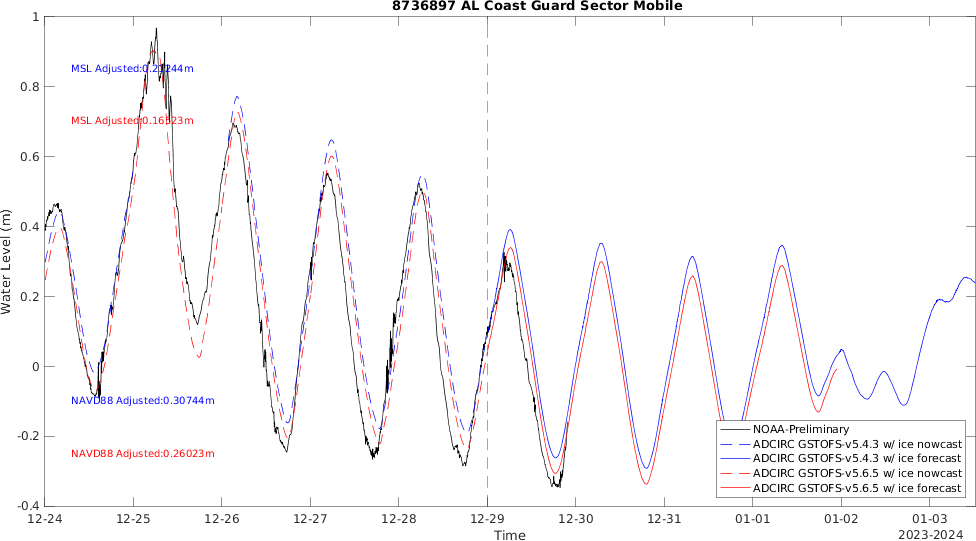 8736897 AL Coast Guard Sector Mobile
Water Level (m)
1
0.8
0.6
0.4
0.2
0
-0.2
-0.4
MSL Adjusted:0.21244m
MSL Adjusted:0.16523m
NAVD88 Adjusted:0.30744m
NAVD88 Adjusted:0.26023m
NOAA-Preliminary
ADCIRC GSTOFS-v5.4.3 w/ ice nowcast
ADCIRC GSTOFS-v5.4.3 w/ ice forecast
ADCIRC GSTOFS-v5.6.5 w/ ice nowcast
ADCIRC GSTOFS-v5.6.5 w/ ice forecast
12-24 12-25 12-26 12-27 12-28 12-29 12-30 12-31 01-01 01-02 01-03
Time
2023-2024